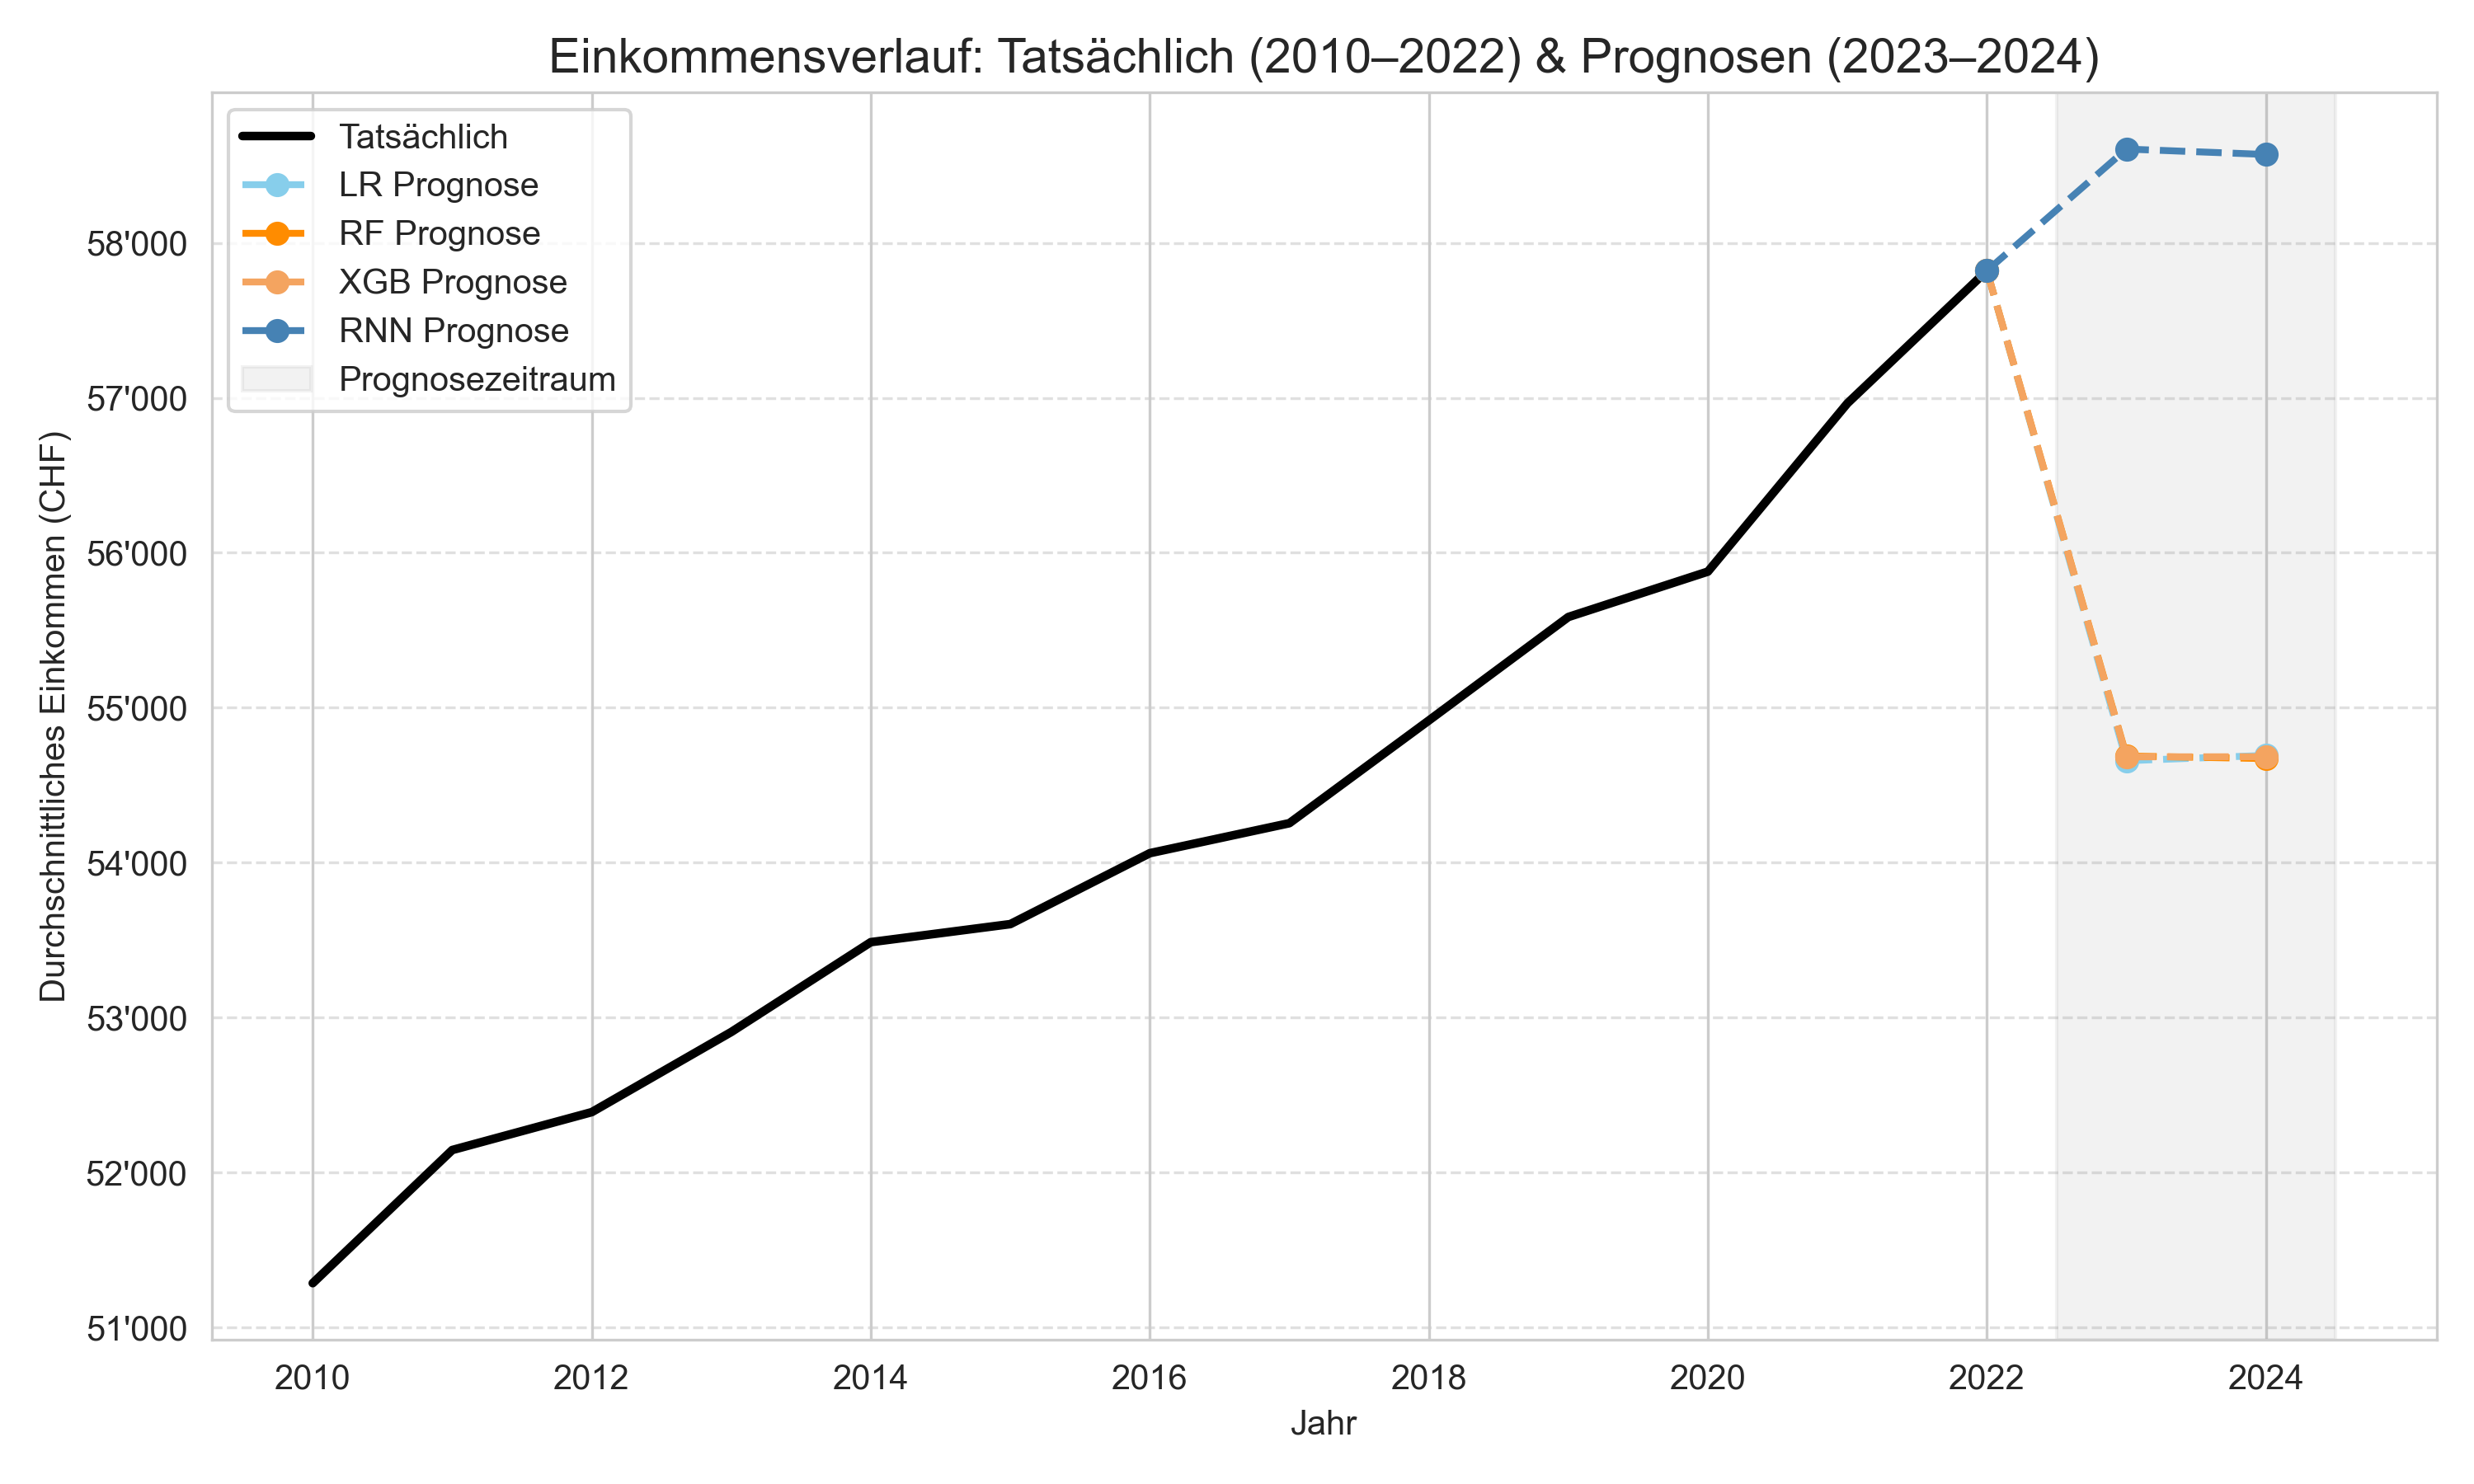 Einkommensverlauf: Tatsächlich (2010–2022) & Prognosen (2023–2024)
Tatsächlich
LR Prognose
RF Prognose
XGB Prognose
RNN Prognose
Prognosezeitraum
Durchschnittliches Einkommen (CHF)
58'000
57'000
56'000
55'000
54'000
53'000
52'000
51'000
2010 2012 2014 2016 2018 2020 2022 2024
Jahr